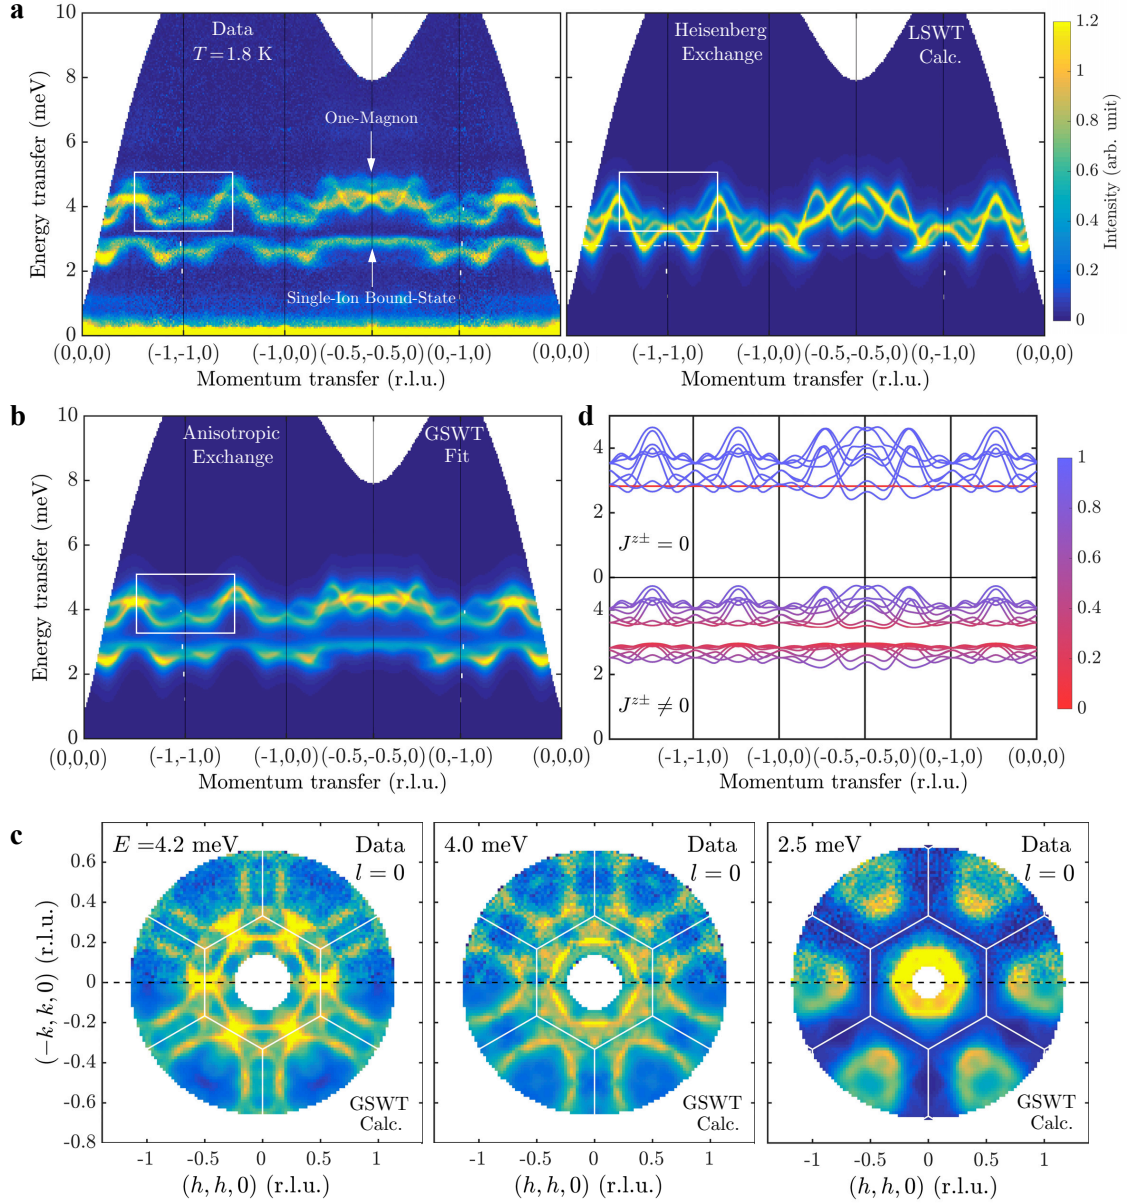 a
Data
T = 1.8 K
One-Magnon
Single-Ion Bound-State
10
8
6
4
2
0
Energy transfer (meV)
(0,0,0)
(-1,-1,0)
(-1,0,0)
(-0.5,-0.5,0)
(0,-1,0)
(0,0,0)
Momentum transfer (r.l.u.)
Heisenberg
Exchange
LSWT
Calc.
(0,0,0)
(-1,-1,0)
(-1,0,0)
(-0.5,-0.5,0)
(0,-1,0)
(0,0,0)
Momentum transfer (r.l.u.)
1.2
1
0.8
0.6
0.4
0.2
0
Intensity (arb. unit)
b
Anisotropic
Exchange
GSWT
Fit
10
8
6
4
2
0
Energy transfer (meV)
(0,0,0)
(-1,-1,0)
(-1,0,0)
(-0.5,-0.5,0)
(0,-1,0)
(0,0,0)
Momentum transfer (r.l.u.)
d
4
2
0
J^{z±} = 0
4
2
0
J^{z±} ≠ 0
(-1,-1,0)
(-1,0,0)
(-0.5,-0.5,0)
(0,-1,0)
(0,0,0)
Momentum transfer (r.l.u.)
1
0.8
0.6
0.4
0.2
0
c
E =4.2 meV
Data
l = 0
GSWT
Calc.
0.6
0.4
0.2
0
-0.2
-0.4
-0.6
-0.8
(−k, k, 0) (r.l.u.)
-1
-0.5
0
0.5
1
(h, h, 0) (r.l.u.)
4.0 meV
Data
l = 0
GSWT
Calc.
-1
-0.5
0
0.5
1
(h, h, 0) (r.l.u.)
2.5 meV
Data
l = 0
GSWT
Calc.
-1
-0.5
0
0.5
1
(h, h, 0) (r.l.u.)